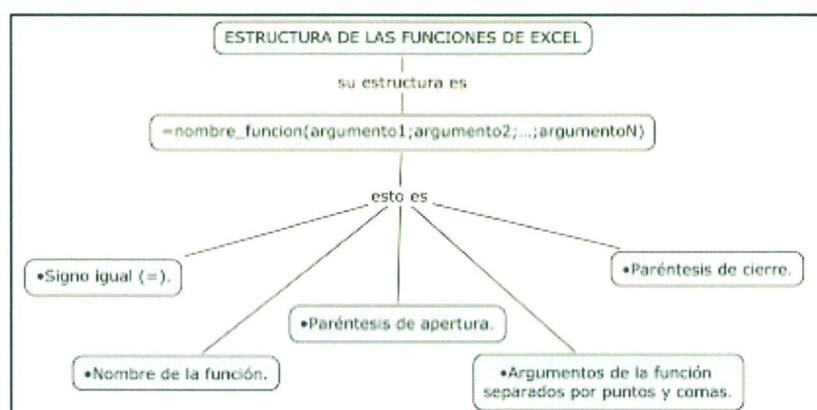 ESTRUCTURA DE LAS FUNCIONES DE EXCEL
su estructura es
=nombre_funcion(argumento1;argumento2;...;argumentoN)
esto es
•Signo igual (=).
•Nombre de la función.
•Paréntesis de apertura.
•Argumentos de la función
separados por puntos y comas.
•Paréntesis de cierre.